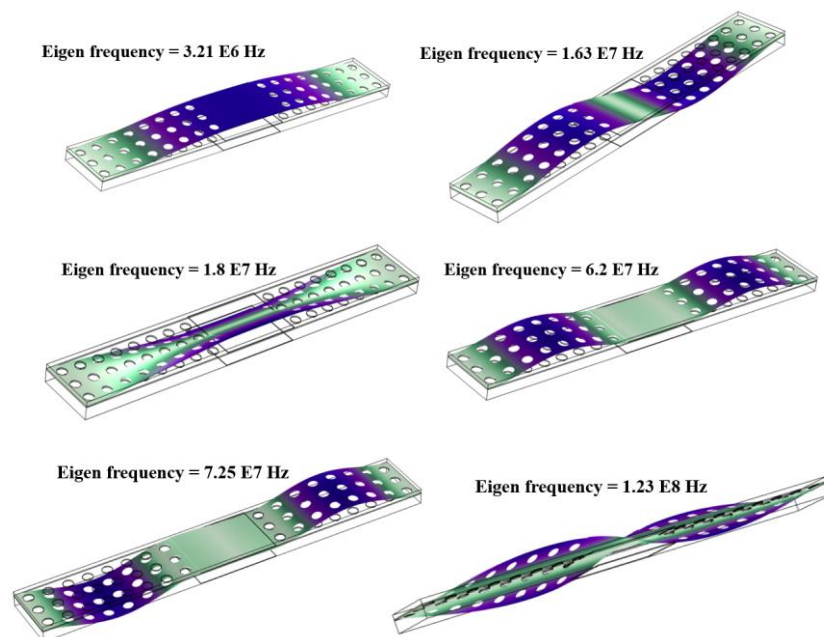 Eigen frequency = 3.21 E6 Hz
Eigen frequency = 1.63 E7 Hz
Eigen frequency = 1.8 E7 Hz
Eigen frequency = 6.2 E7 Hz
Eigen frequency = 7.25 E7 Hz
Eigen frequency = 1.23 E8 Hz